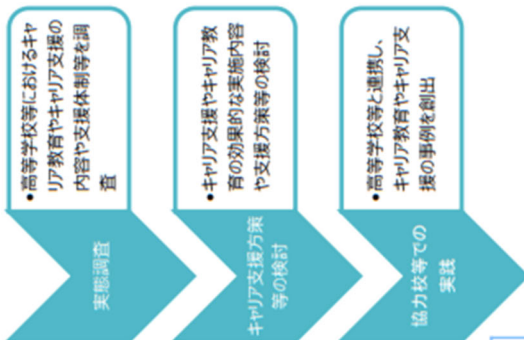 実態調査
•高等学校等におけるキャ
リア教育やキャリア支援の
内容や支援体制等を調
査
キャリア支援方策
等の検討
•キャリア支援やキャリア教
育の効果的な実施内容
や支援方策等の検討
協力校等での
実践
•高等学校等と連携し、
キャリア教育やキャリア支
援の事例を創出